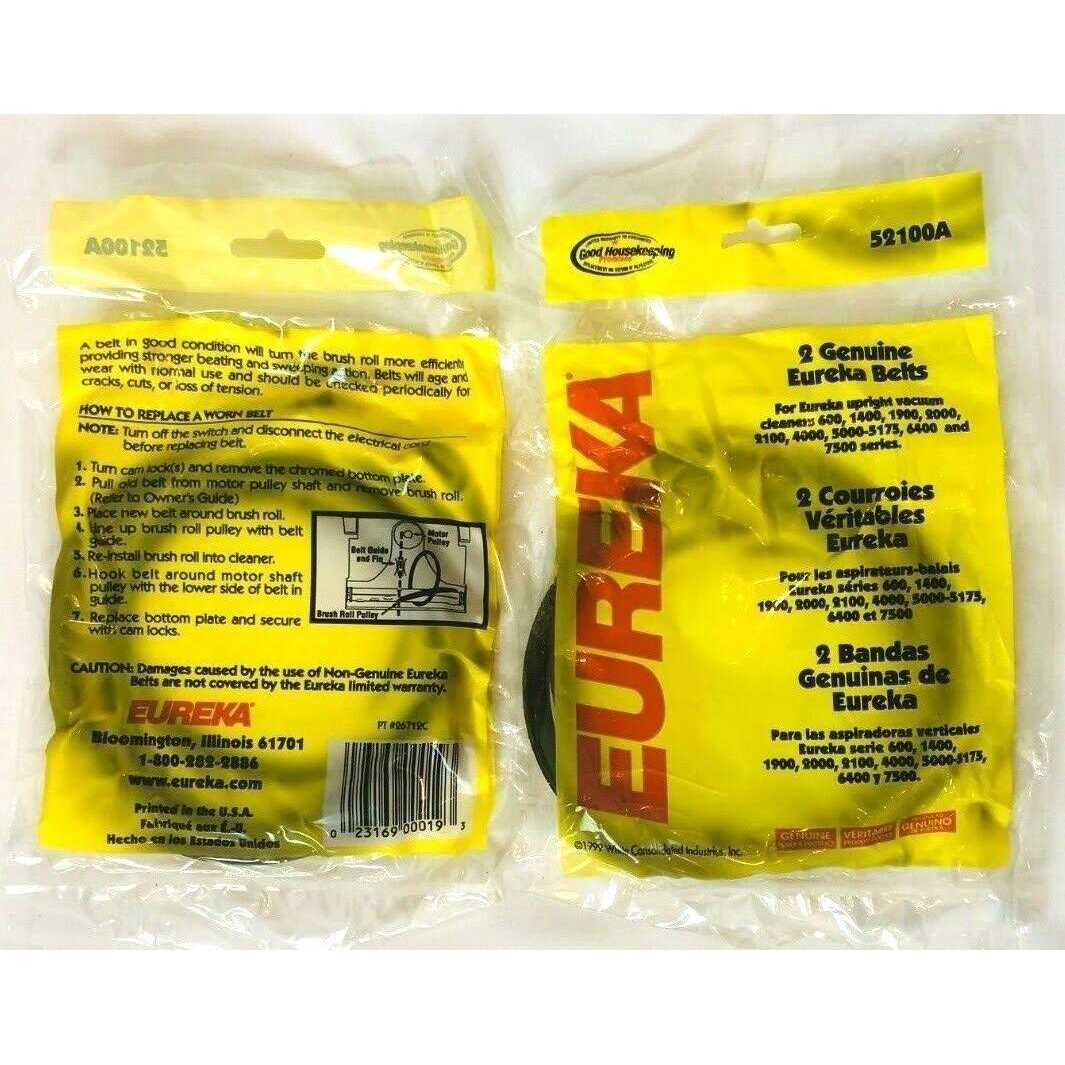 52100A
Good Housekeeping
A belt in good condition will turn the brush roll more efficiently
providing stronger beating and sweeping action. Belts will age and
wear with normal use and should be checked periodically for
cracks, cuts, or loss of tension.
HOW TO REPLACE A WORN BELT
NOTE: Turn off the switch and disconnect the electrical cord
before replacing belt.
1. Turn cam lock(s) and remove the chromed bottom plate.
2. Pull old belt from motor pulley shaft and remove brush roll.
(Refer to Owner's Guide)
3. Place new belt around brush roll.
4. Line up brush roll pulley with belt
guide.
5. Re-install brush roll into cleaner.
6. Hook belt around motor shaft
pulley with the lower side of belt in
guide.
7. Replace bottom plate and secure
with cam locks.
Motor
Pulley
Belt Guide
and Pin
Brush Roll Pulley
CAUTION: Damages caused by the use of Non-Genuine Eureka
Belts are not covered by the Eureka limited warranty.
EUREKA
PT #26712C
Bloomington, Illinois 61701
1-800-282-2886
www.eureka.com
Printed in the U.S.A.
Fabriqué aux É.-U.
Hecho en los Estados Unidos
0 23169 00019 3
Good Housekeeping
Promises
52100A
EUREKA
2 Genuine
Eureka Belts
For Eureka upright vacuum
cleaners 600, 1400, 1900, 2000,
2100, 4000, 5000-5175, 6400 and
7500 series.
2 Courroies
Véritables
Eureka
Pour les aspirateurs-balais
Eureka séries 600, 1400,
1900, 2000, 2100, 4000, 5000-5175,
6400 et 7500
2 Bandas
Genuinas de
Eureka
Para las aspiradoras verticales
Eureka serie 600, 1400,
1900, 2000, 2100, 4000, 5000-5175,
6400 y 7500.
GENUINE
VÉRITABLE
GENUINO
©1999 White Consolidated Industries, Inc.